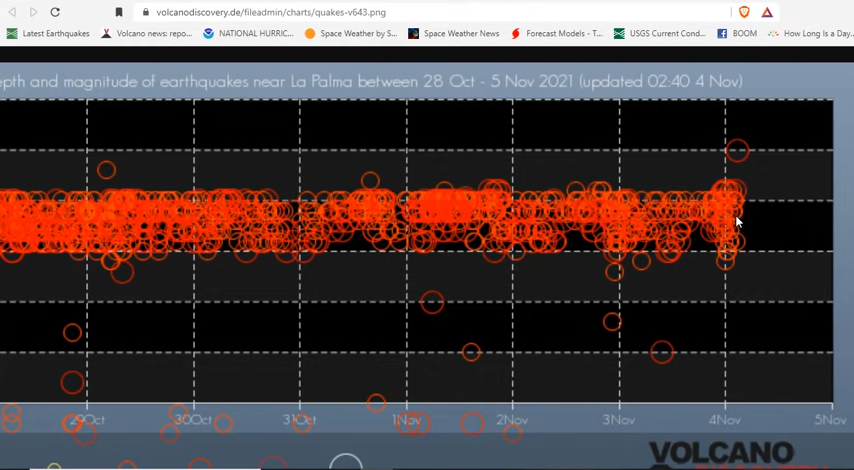 volcanodiscovery.de/fileadmin/charts/quakes-v643.png
Latest Earthquakes Volcano news: repo... NATIONAL HURRIC... Space Weather by S... Space Weather News Forecast Models - T... USGS Current Cond... BOOM How Long Is a Day...
epth and magnitude of earthquakes near La Palma between 28 Oct - 5 Nov 2021 (updated 02:40 4 Nov)
29Oct 30Oct 31Oct 1Nov 2Nov 3Nov 4Nov 5Nov
VOLCANO